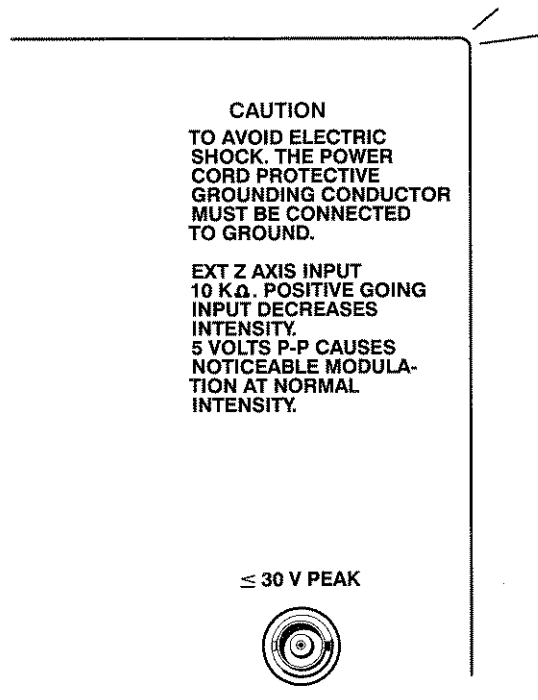 CAUTION
TO AVOID ELECTRIC
SHOCK. THE POWER
CORD PROTECTIVE
GROUNDING CONDUCTOR
MUST BE CONNECTED
TO GROUND.
EXT Z AXIS INPUT
10 KΩ. POSITIVE GOING
INPUT DECREASES
INTENSITY.
5 VOLTS P-P CAUSES
NOTICEABLE MODULA-
TION AT NORMAL
INTENSITY.
≤ 30 V PEAK